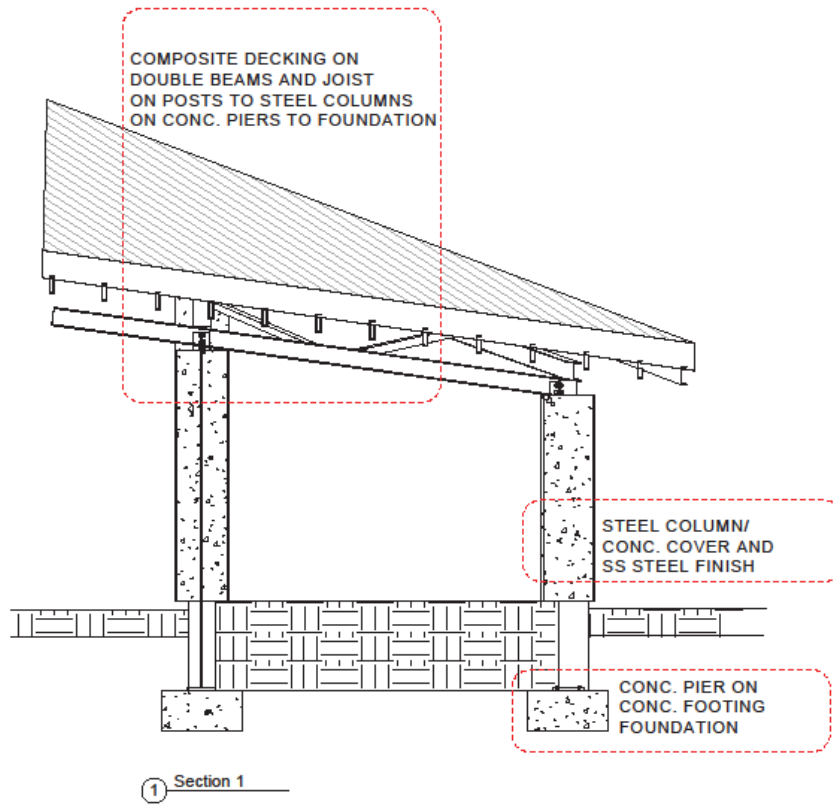 COMPOSITE DECKING ON
DOUBLE BEAMS AND JOIST
ON POSTS TO STEEL COLUMNS
ON CONC. PIERS TO FOUNDATION
STEEL COLUMN/
CONC. COVER AND
SS STEEL FINISH
CONC. PIER ON
CONC. FOOTING
FOUNDATION
1 Section 1